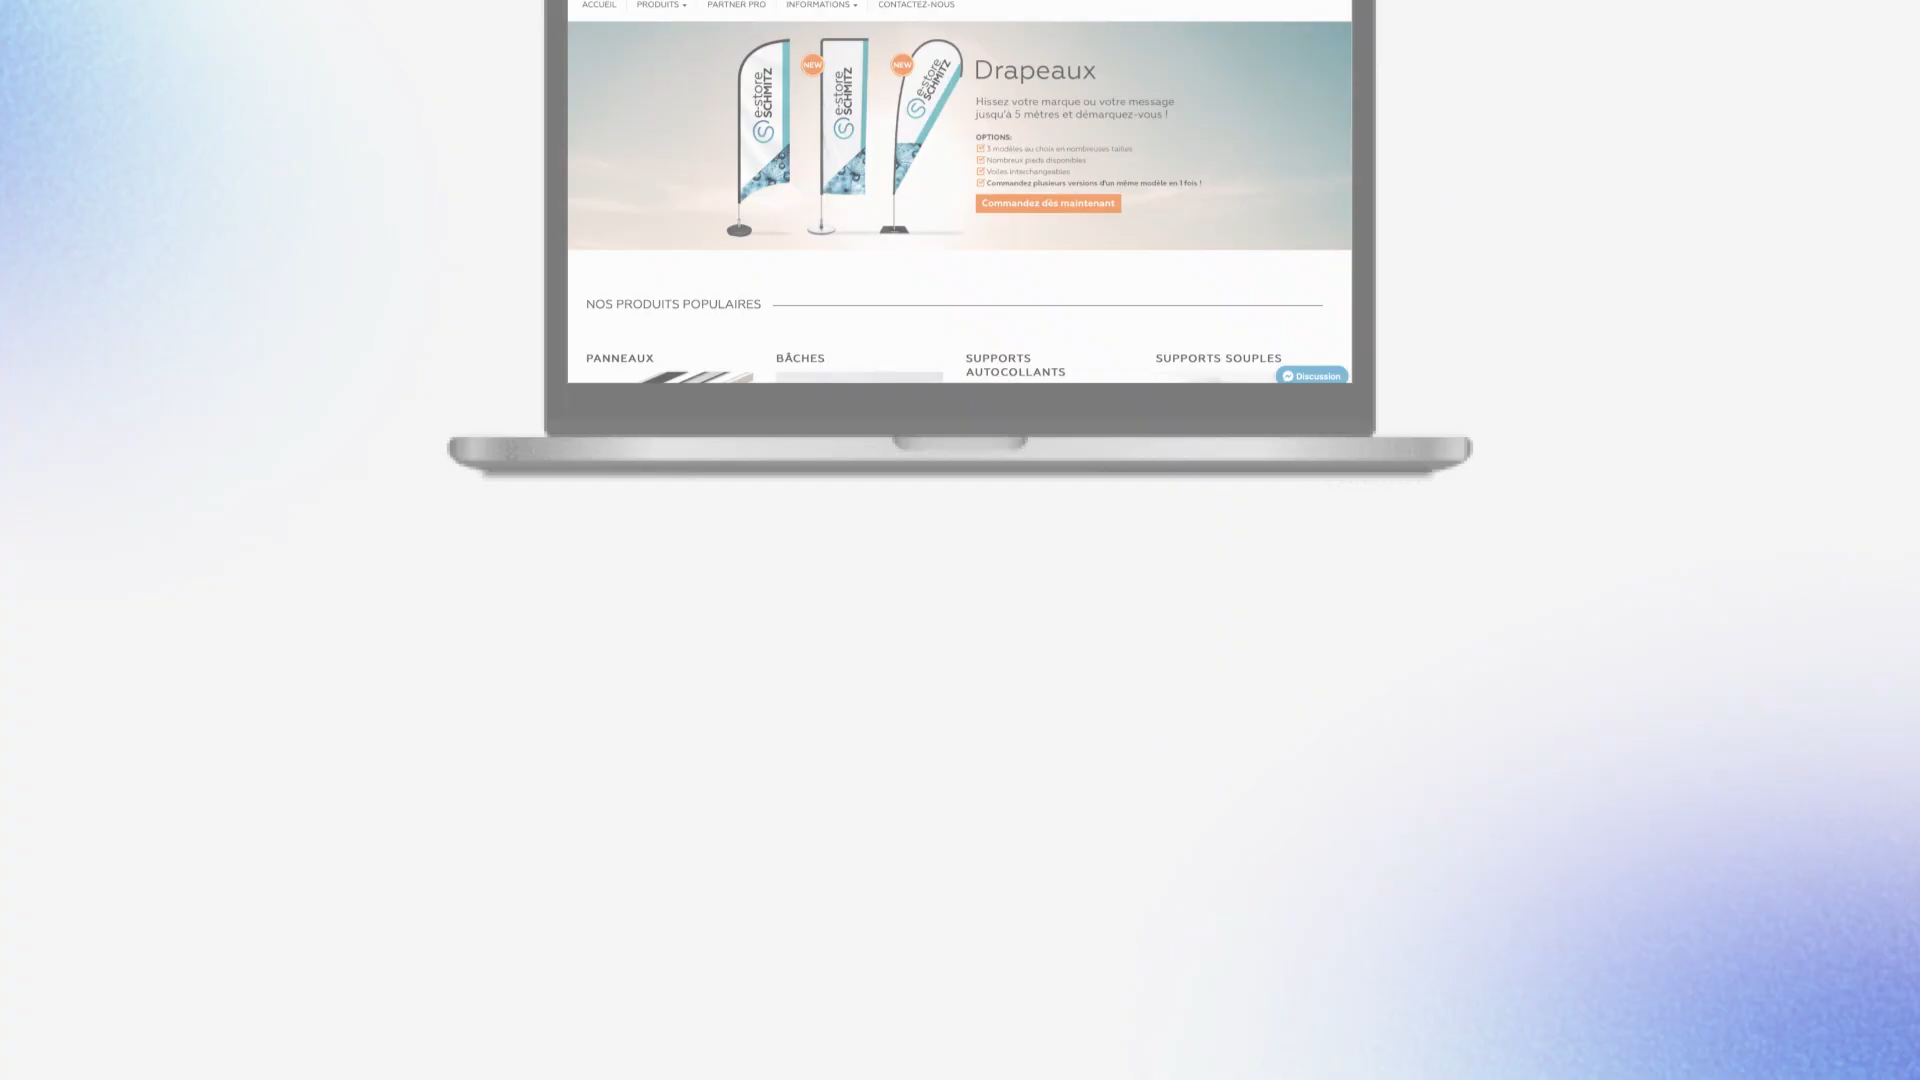 ACCUEIL PRODUITS PARTNER PRO INFORMATIONS CONTACTEZ-NOUS
NEW NEW
e-store
SCHMITZ
e-store
SCHMITZ
e-store
SCHMITZ
Drapeaux
Hissez votre marque ou votre message
jusqu'à 5 mètres et démarquez-vous !
OPTIONS:
3 modèles au choix en nombreuses tailles
Nombreux pieds disponibles
Voiles interchangeables
Commandez plusieurs versions d'un même modèle en 1 fois !
Commandez dès maintenant
NOS PRODUITS POPULAIRES
PANNEAUX BÂCHES SUPPORTS AUTOCOLLANTS SUPPORTS SOUPLES
Discussion